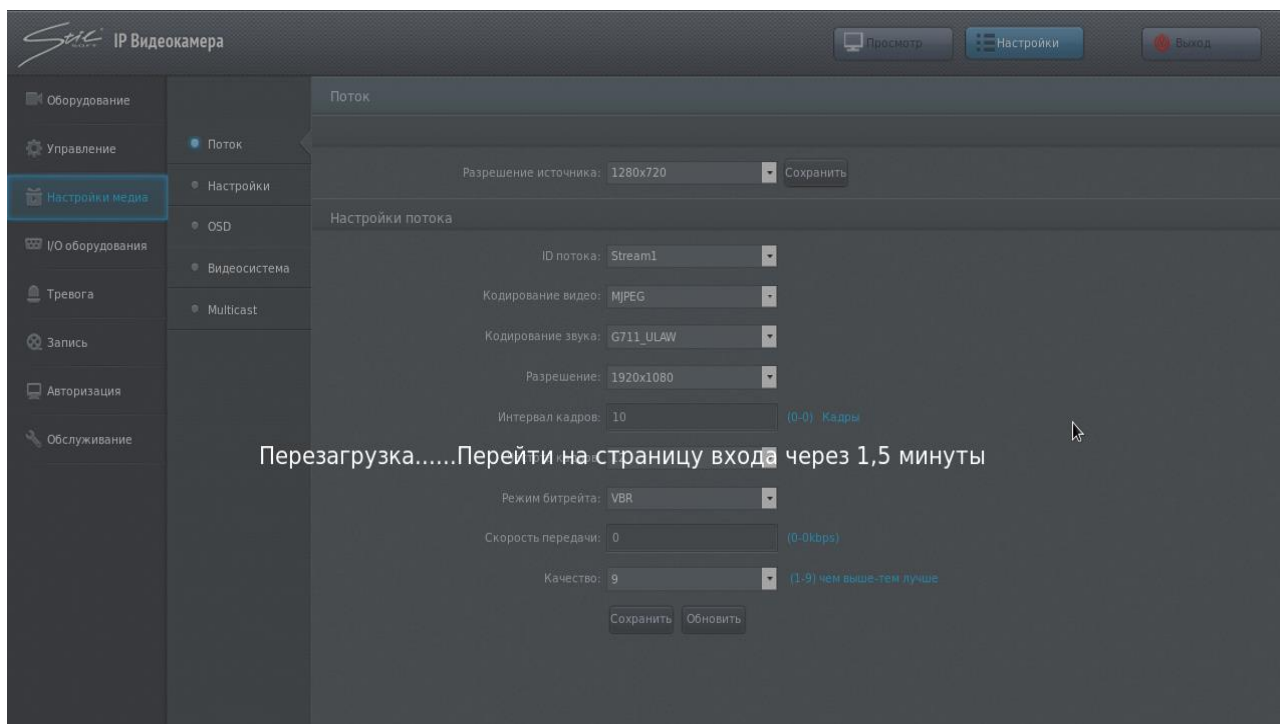 Stil SOFT IP Видеокамера
Просмотр
Настройки
Выход
Оборудование
Управление
Настройки медиа
I/O оборудования
Тревога
Запись
Авторизация
Обслуживание
Поток
Настройки
OSD
Видеосистема
Multicast
Поток
Разрешение источника: 1280x720 Сохранить
Настройки потока
ID потока: Stream1
Кодирование видео: MJPEG
Кодирование звука: G711_ULAW
Разрешение: 1920x1080
Интервал кадров: 10 (0-0) Кадры
Перезагрузка......Перейти на страницу входа через 1,5 минуты
Режим битрейта: VBR
Скорость передачи: 0 (0-0kbps)
Качество: 9 (1-9) чем выше-тем лучше
Сохранить Обновить